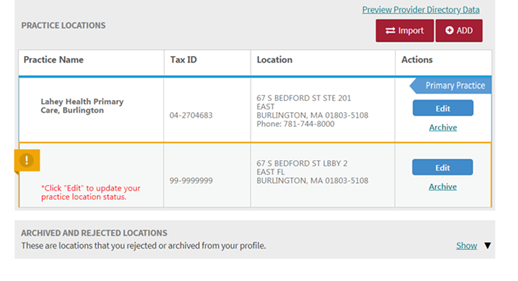 Preview Provider Directory Data
PRACTICE LOCATIONS
Import
ADD
Practice Name Tax ID Location Actions
Primary Practice
Lahey Health Primary
Care, Burlington
04-2704683
67 S BEDFORD ST STE 201
EAST
BURLINGTON, MA 01803-5108
Phone: 781-744-8000
Edit
Archive
!
*Click "Edit" to update your
practice location status.
99-9999999
67 S BEDFORD ST LBBY 2
EAST FL
BURLINGTON, MA 01803-5108
Edit
Archive
ARCHIVED AND REJECTED LOCATIONS
These are locations that you rejected or archived from your profile.
Show